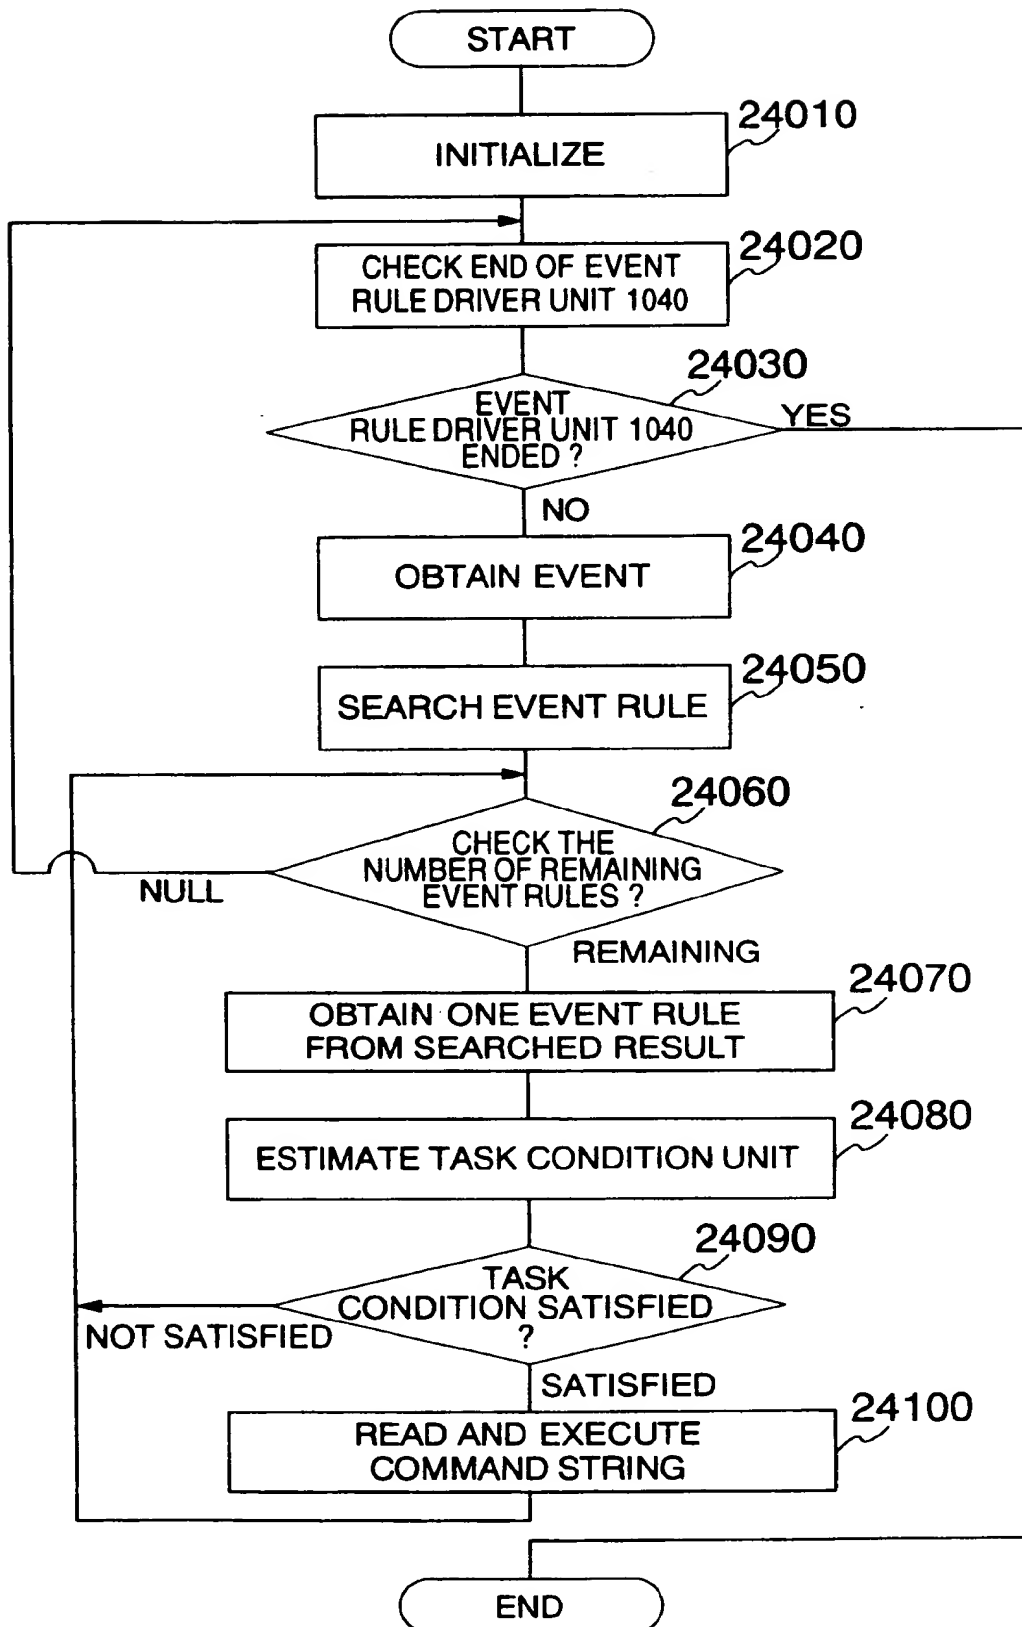 START
24010
INITIALIZE
24020
CHECK END OF EVENT
RULE DRIVER UNIT 1040
24030
EVENT
RULE DRIVER UNIT 1040
ENDED ?
YES
NO
24040
OBTAIN EVENT
24050
SEARCH EVENT RULE
24060
CHECK THE
NUMBER OF REMAINING
EVENT RULES ?
NULL
REMAINING
24070
OBTAIN ONE EVENT RULE
FROM SEARCHED RESULT
24080
ESTIMATE TASK CONDITION UNIT
24090
TASK
CONDITION SATISFIED
?
NOT SATISFIED
SATISFIED
24100
READ AND EXECUTE
COMMAND STRING
END